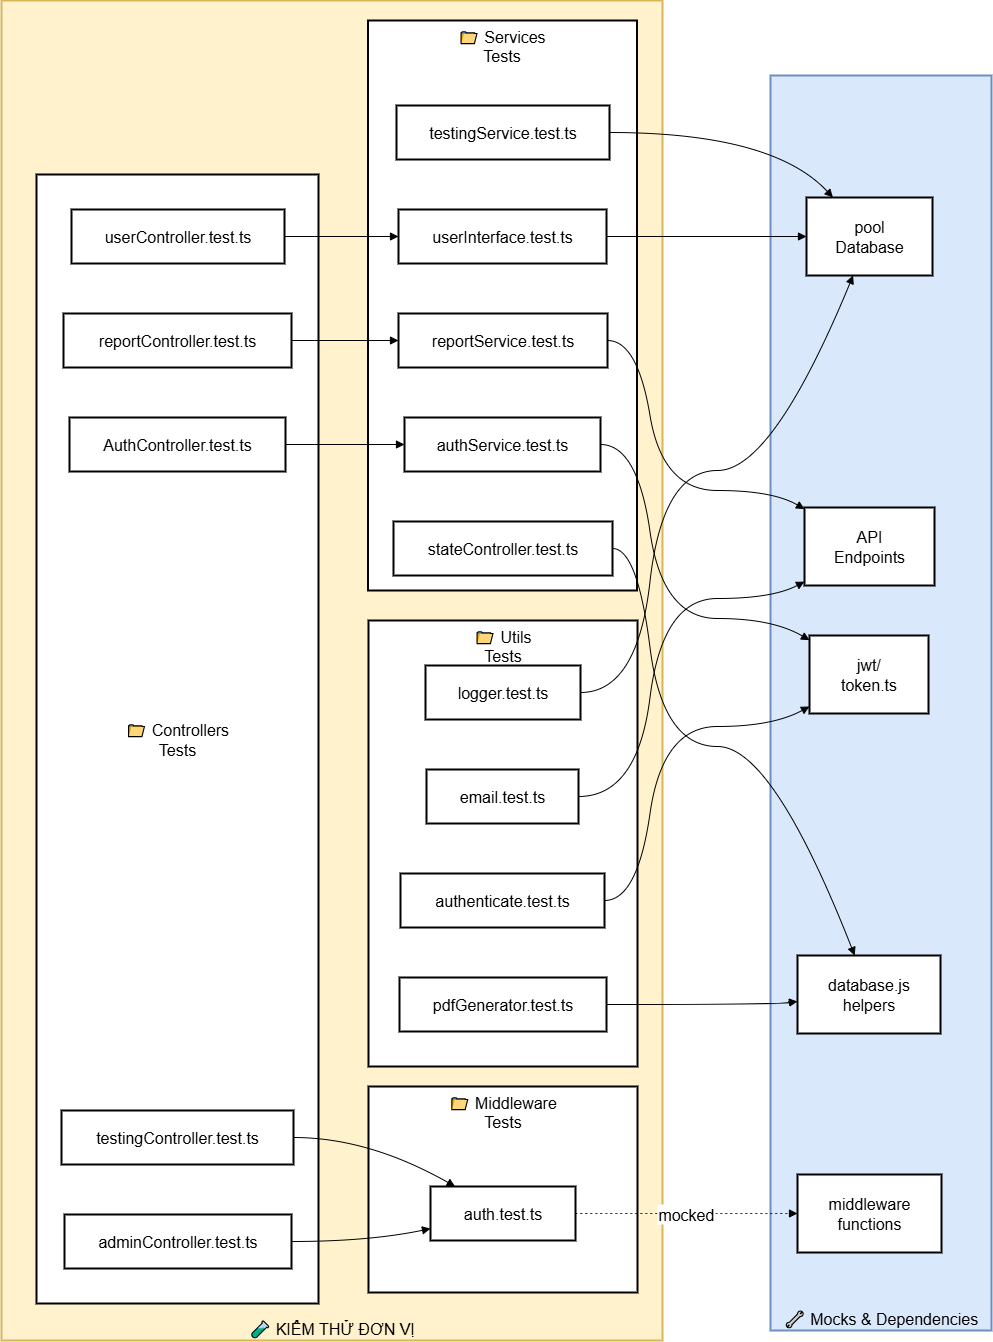 📂 Services
Tests
testingService.test.ts
userController.test.ts
userInterface.test.ts
pool
Database
reportController.test.ts
reportService.test.ts
AuthController.test.ts
authService.test.ts
stateController.test.ts
API
Endpoints
📂 Utils
Tests
logger.test.ts
jwt/
token.ts
📂 Controllers
Tests
email.test.ts
authenticate.test.ts
pdfGenerator.test.ts
database.js
helpers
📂 Middleware
Tests
testingController.test.ts
auth.test.ts
mocked
middleware
functions
adminController.test.ts
🧪 KIỂM THỬ ĐƠN VỊ
🔧 Mocks & Dependencies